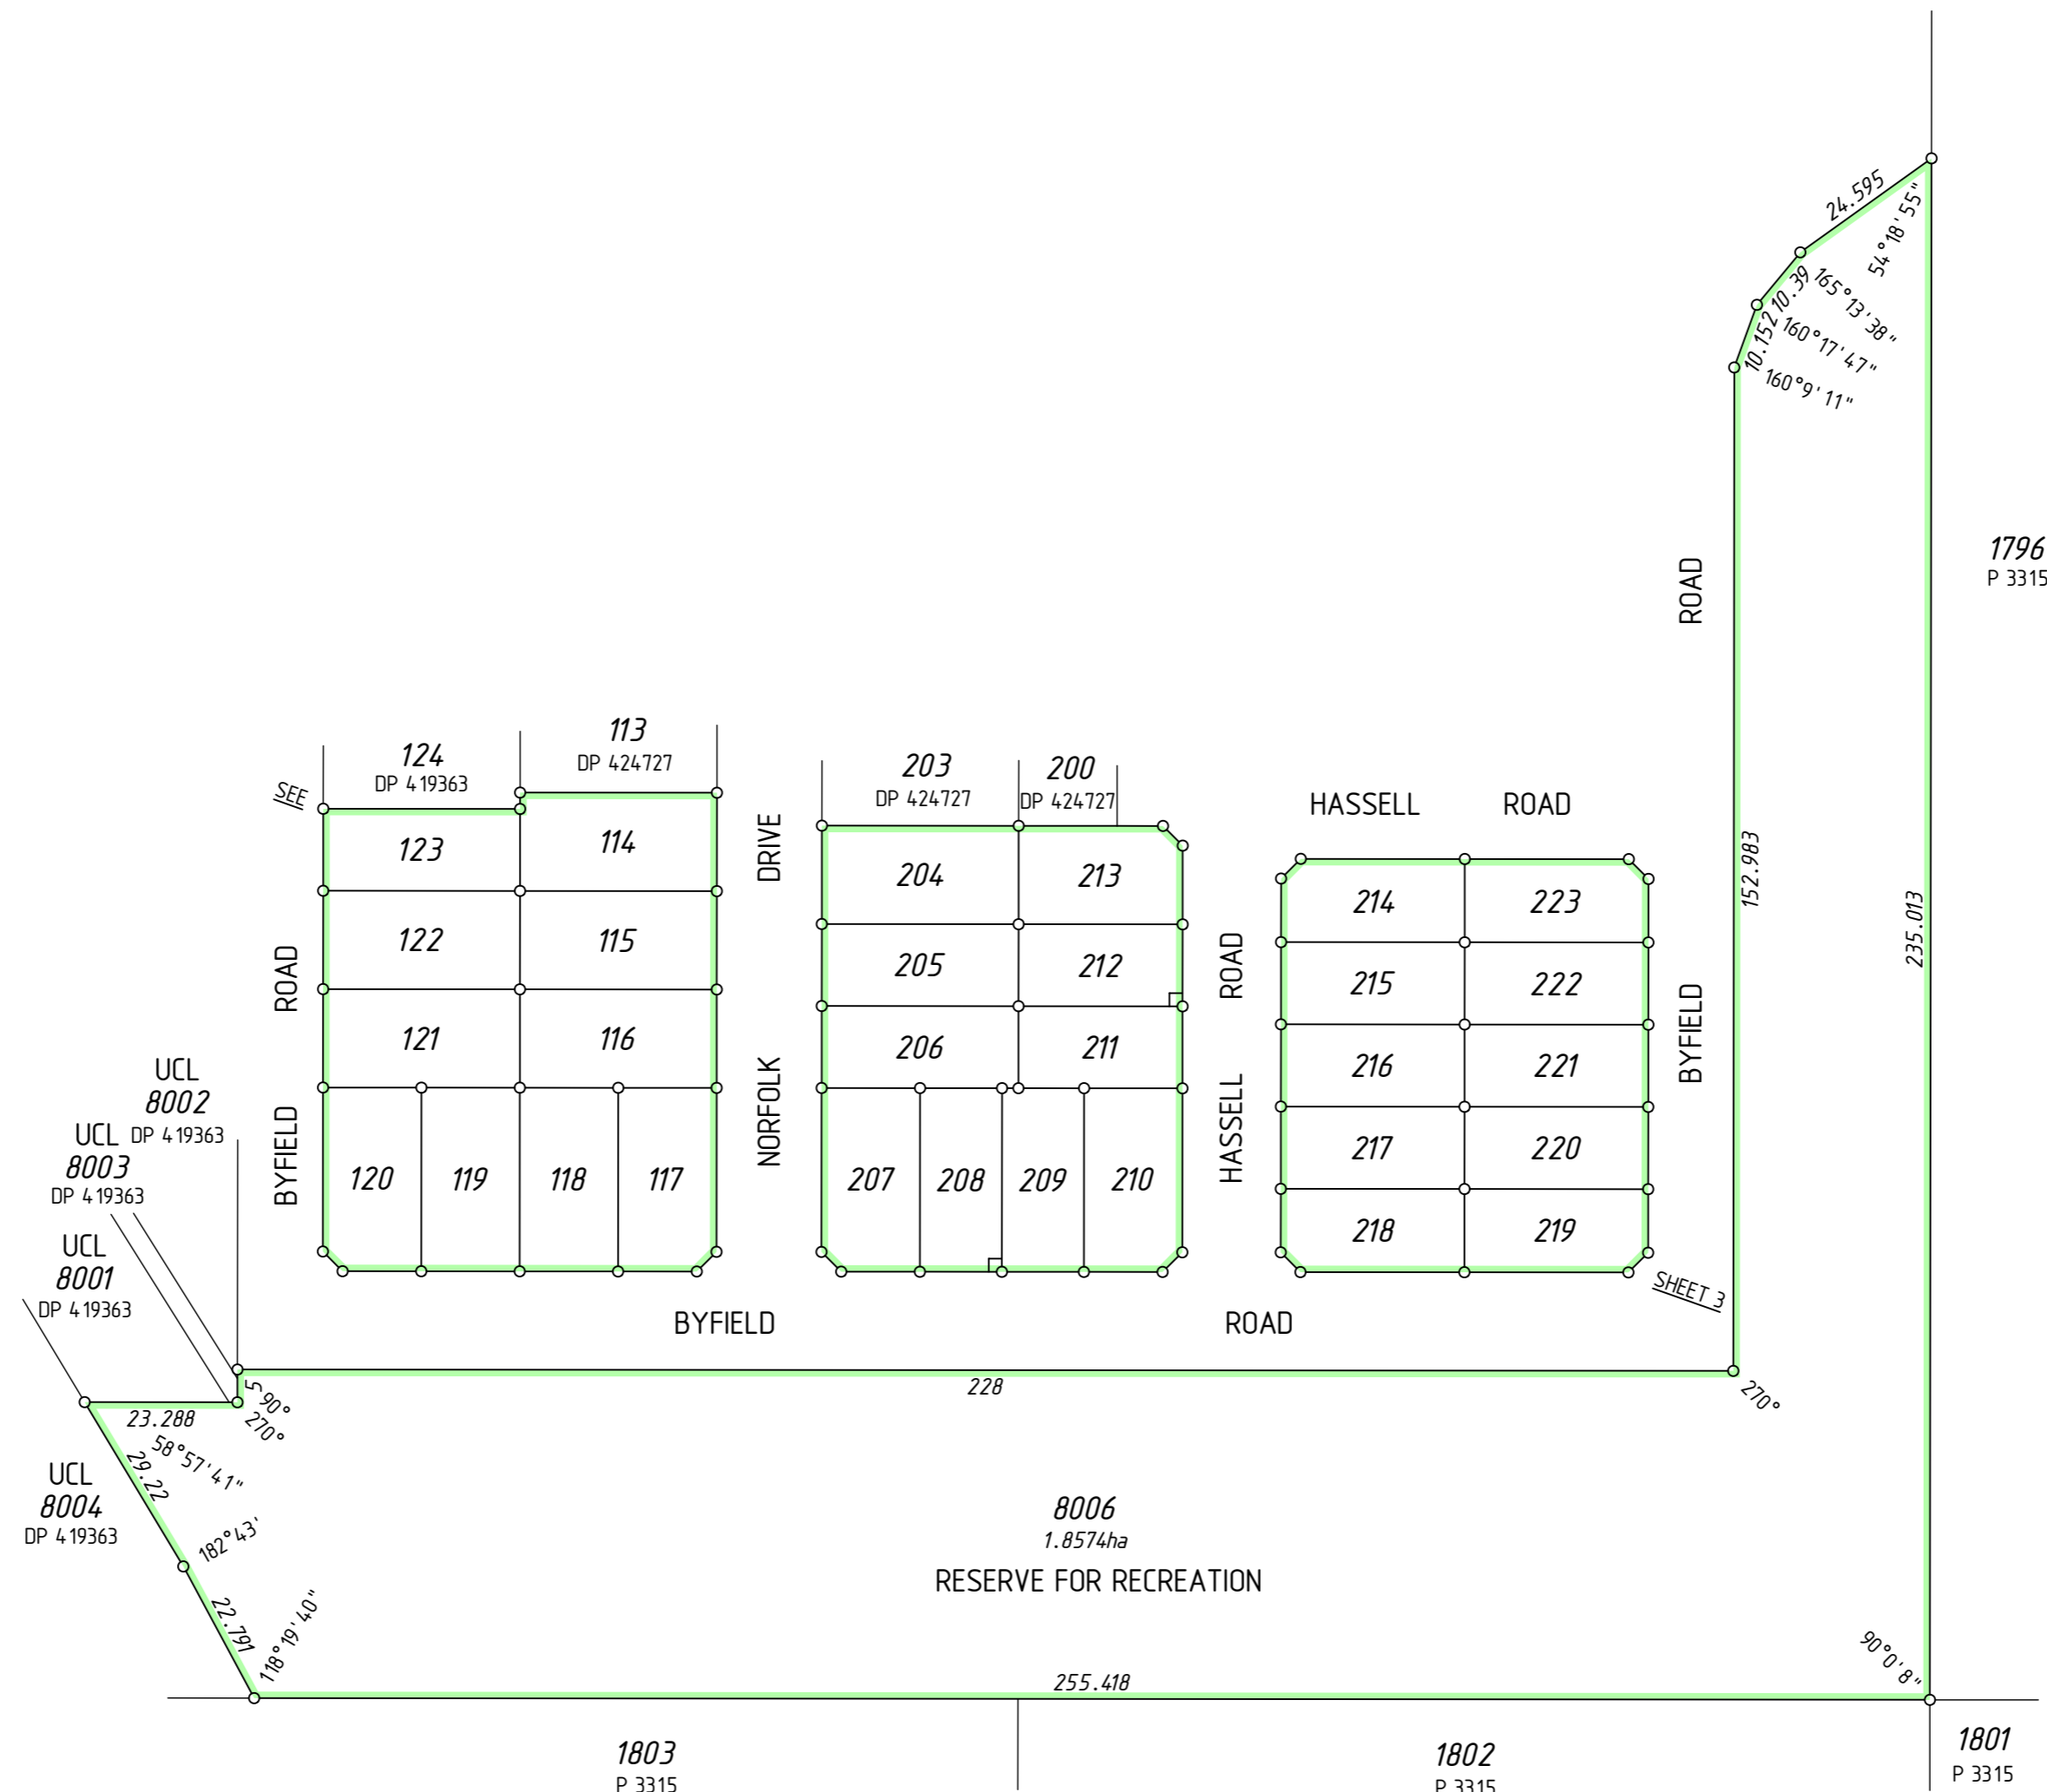 24.595
54°18'55"
10.39
165°13'38"
10.152
160°17'47"
160°9'11"
1796
P 3315
ROAD
152.983
235.013
BYFIELD
HASSELL ROAD
SEE
124
DP 419363
113
DP 424727
203
DP 424727
200
DP 424727
123
114
122
115
121
116
120
119
118
117
ROAD
BYFIELD
DRIVE
NORFOLK
204
213
205
212
206
211
207
208
209
210
ROAD
HASSELL
214
223
215
222
216
221
217
220
218
219
SHEET 3
UCL
8002
DP 419363
UCL
8003
DP 419363
UCL
8001
DP 419363
BYFIELD ROAD
228
270°
5
90°
270°
23.288
58°57'41"
29.22
UCL
8004
DP 419363
182°43'
22.791
118°19'40"
8006
1.8574ha
RESERVE FOR RECREATION
90°0'8"
255.418
1803
P 3315
1802
P 3315
1801
P 3315